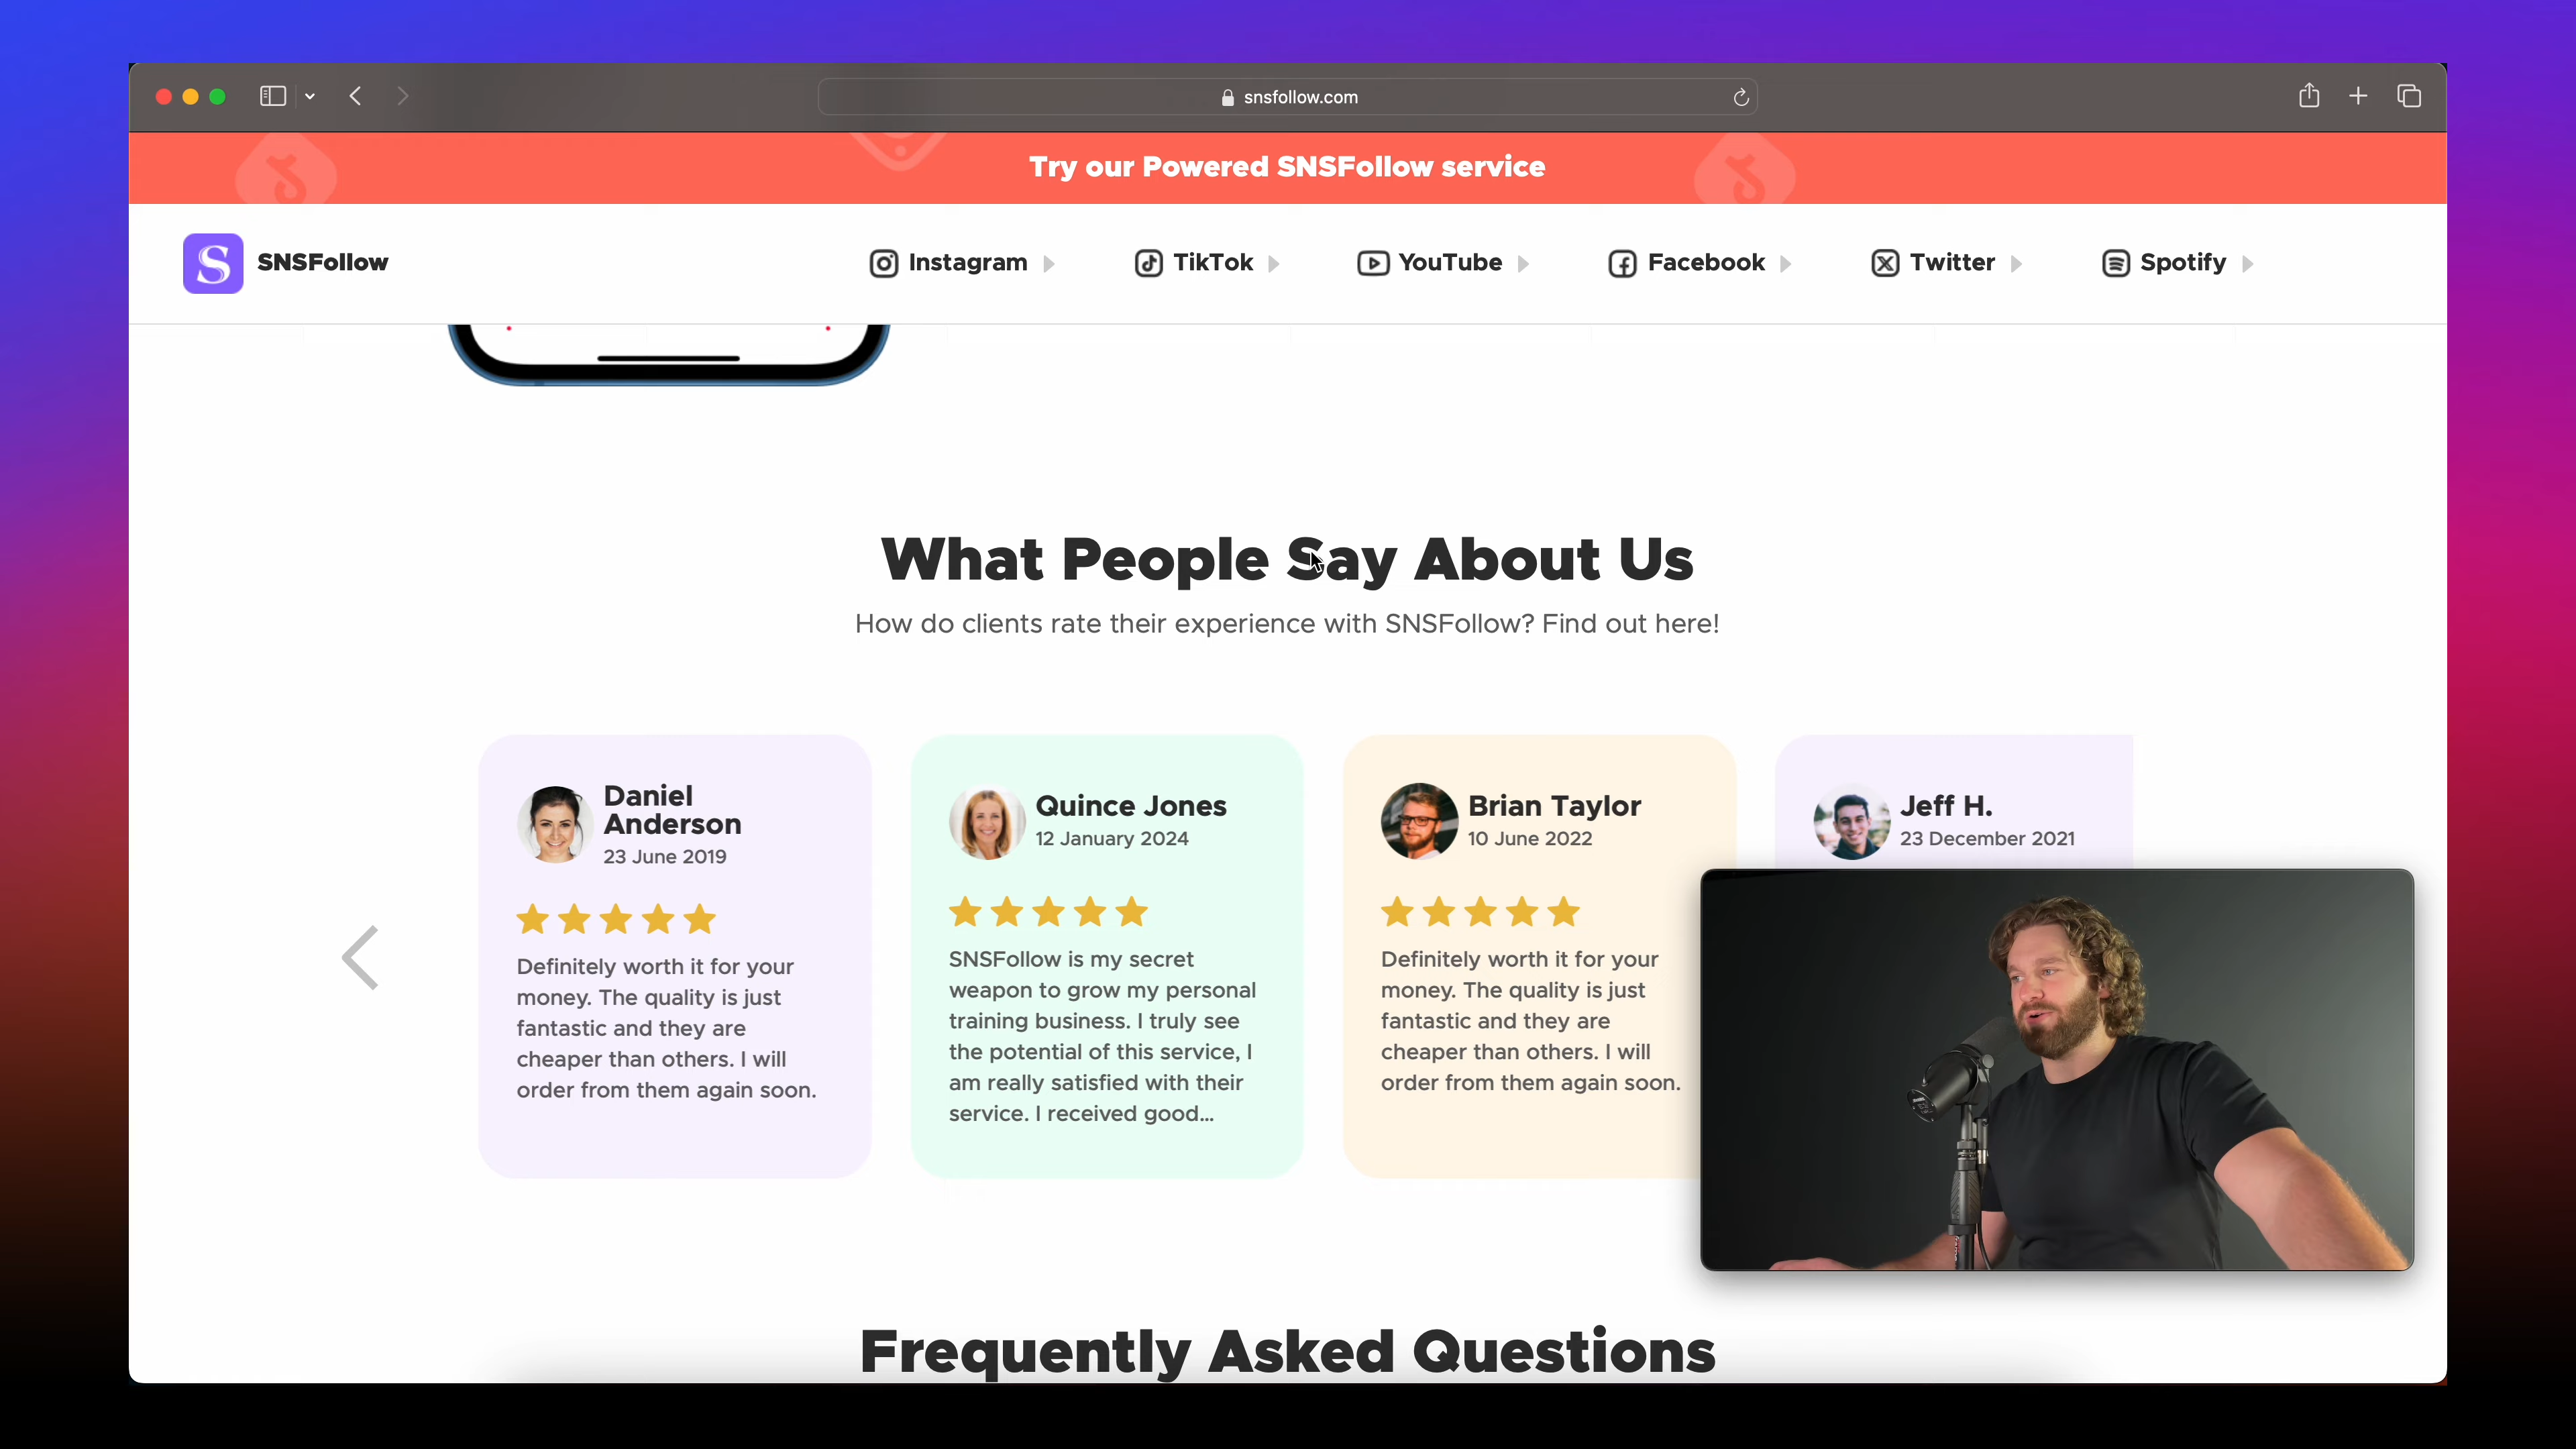 snsfollow.com
Try our Powered SNSFollow service
S SNSFollow
Instagram
TikTok
YouTube
Facebook
Twitter
Spotify
What People Say About Us
How do clients rate their experience with SNSFollow? Find out here!
Daniel
Anderson
23 June 2019
Definitely worth it for your
money. The quality is just
fantastic and they are
cheaper than others. I will
order from them again soon.
Quince Jones
12 January 2024
SNSFollow is my secret
weapon to grow my personal
training business. I truly see
the potential of this service, I
am really satisfied with their
service. I received good...
Brian Taylor
10 June 2022
Definitely worth it for your
money. The quality is just
fantastic and they are
cheaper than others. I will
order from them again soon.
Jeff H.
23 December 2021
Frequently Asked Questions